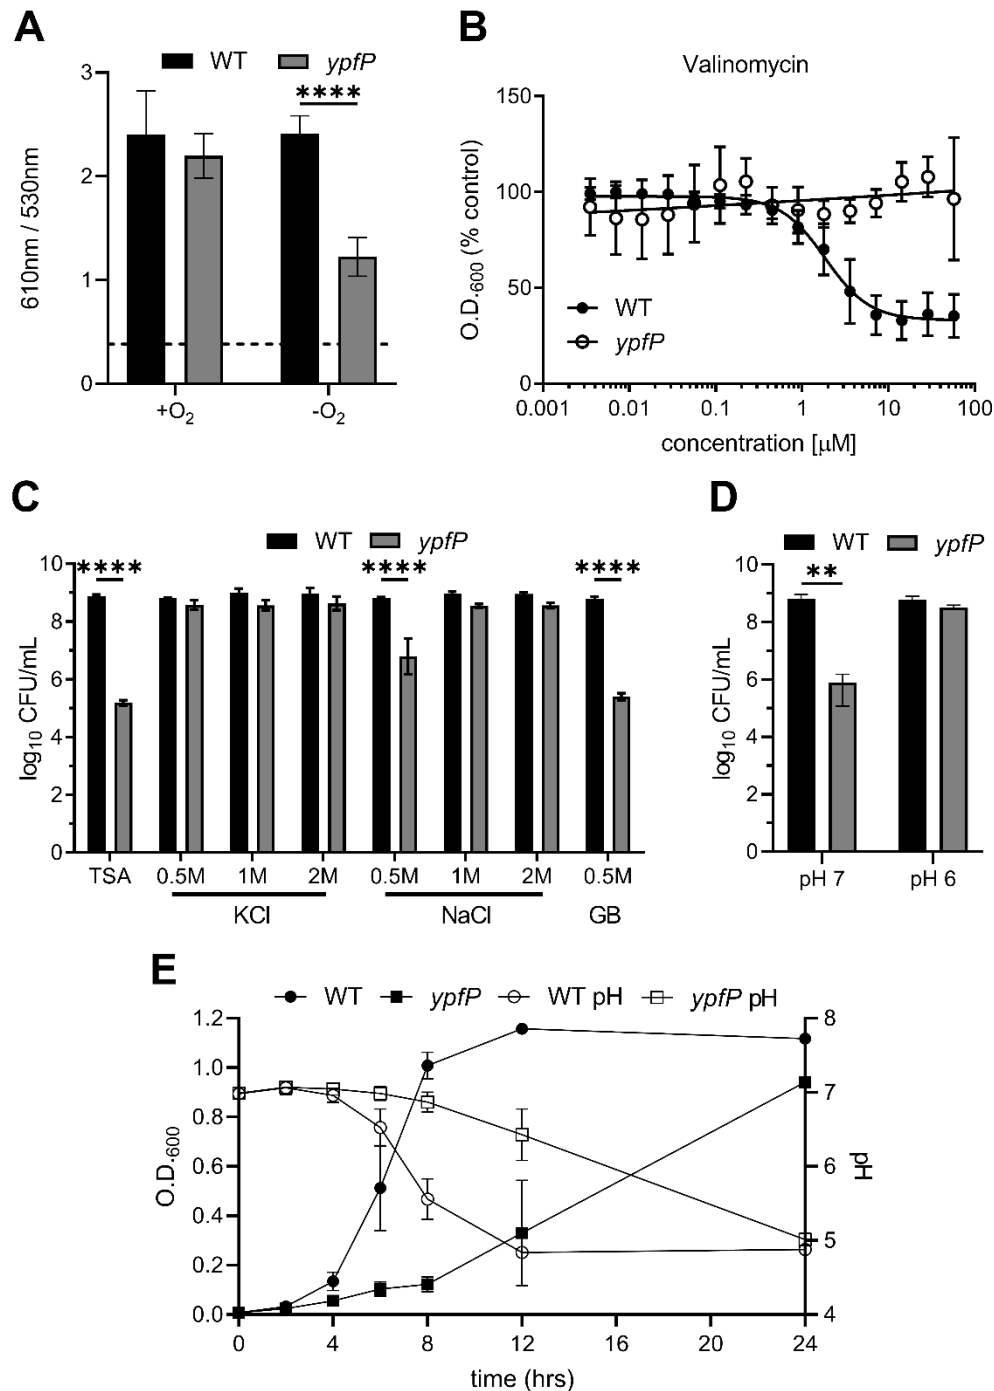 A
WT ypfP
****
3
2
1
0
610nm / 530nm
+O2 -O2
B
Valinomycin
150
100
50
0
O.D.600 (% control)
WT
ypfP
0.001 0.01 0.1 1 10 100
concentration [μM]
C
WT ypfP
**** **** ****
10
8
6
4
2
0
log10 CFU/mL
TSA 0.5M 1M 2M 0.5M 1M 2M 0.5M
KCl NaCl GB
D
WT ypfP
**
10
8
6
4
2
0
log10 CFU/mL
pH 7 pH 6
E
WT ypfP WT pH ypfP pH
1.2
1.0
0.8
0.6
0.4
0.2
0.0
O.D.600
8
7
6
5
4
pH
0 4 8 12 16 20 24
time (hrs)